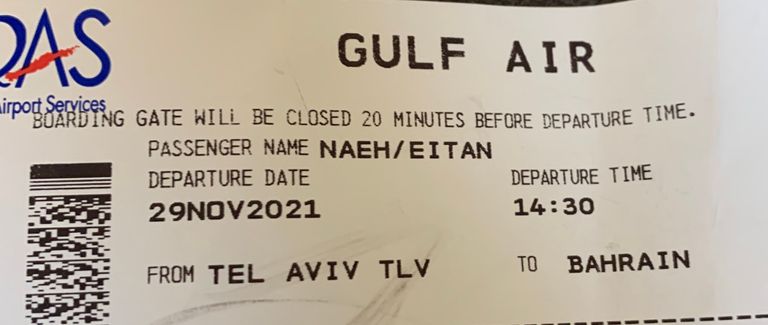 QAS
Airport Services
GULF AIR
BOARDING GATE WILL BE CLOSED 20 MINUTES BEFORE DEPARTURE TIME.
PASSENGER NAME NAEH/EITAN
DEPARTURE DATE DEPARTURE TIME
29NOV2021 14:30
FROM TEL AVIV TLV TO BAHRAIN